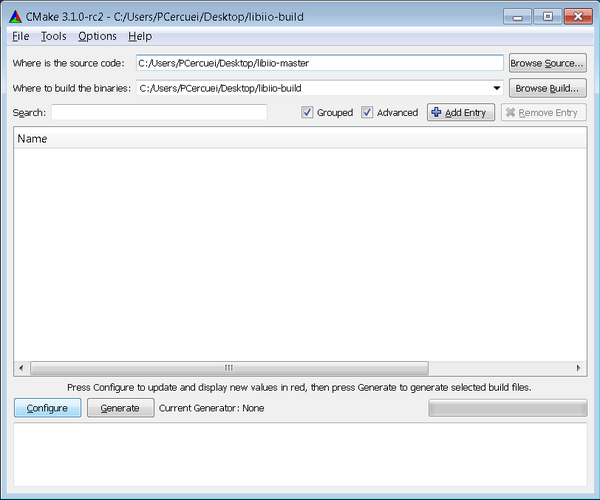 CMake 3.1.0-rc2 - C:/Users/PCercuei/Desktop/libiio-build
File Tools Options Help
Where is the source code: C:/Users/PCercuei/Desktop/libiio-master Browse Source...
Where to build the binaries: C:/Users/PCercuei/Desktop/libiio-build Browse Build...
Search: Grouped Advanced Add Entry Remove Entry
Name
Press Configure to update and display new values in red, then press Generate to generate selected build files.
Configure Generate Current Generator: None